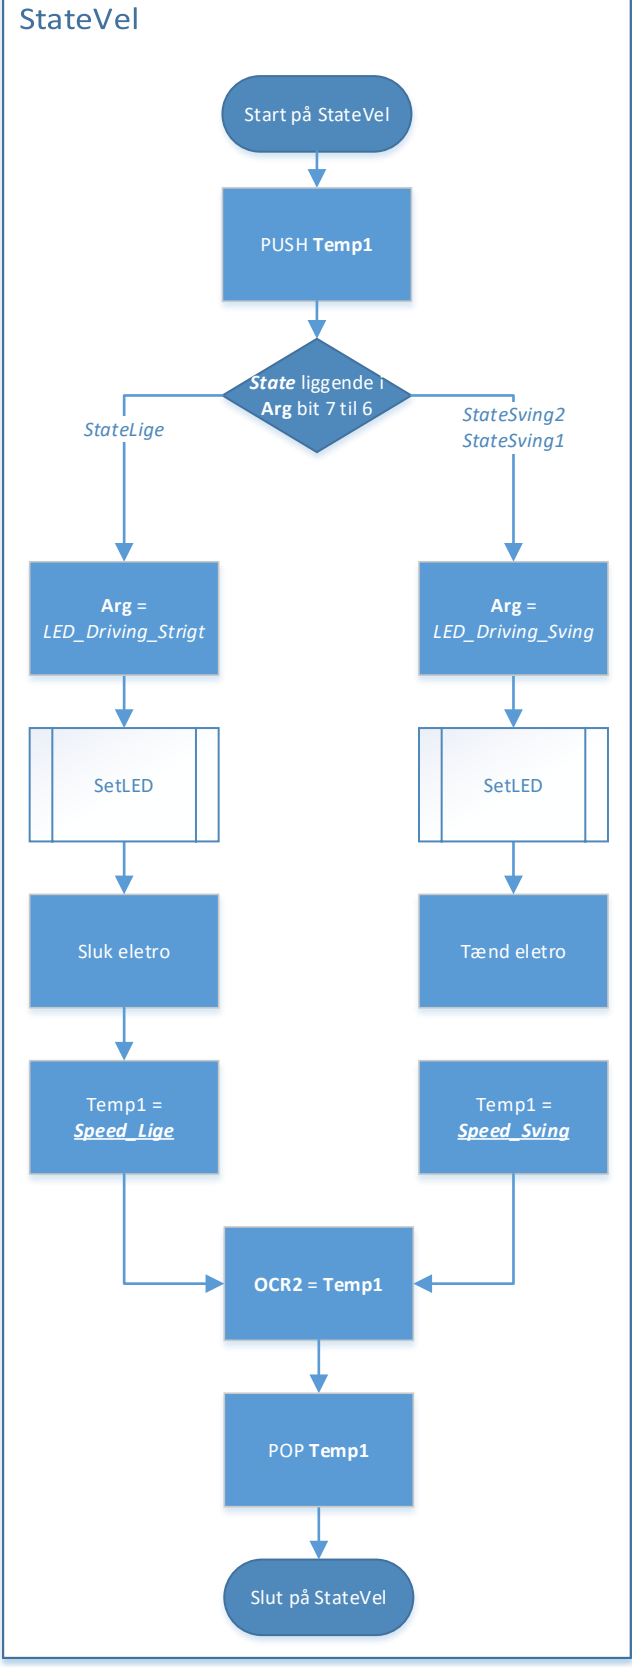 StateVel
Start på StateVel
PUSH Temp1
State liggende i
Arg bit 7 til 6
StateLige
StateSving2
StateSving1
Arg =
LED_Driving_Strigt
Arg =
LED_Driving_Sving
SetLED
SetLED
Sluk eletro
Tænd eletro
Temp1 =
Speed_Lige
Temp1 =
Speed_Sving
OCR2 = Temp1
POP Temp1
Slut på StateVel